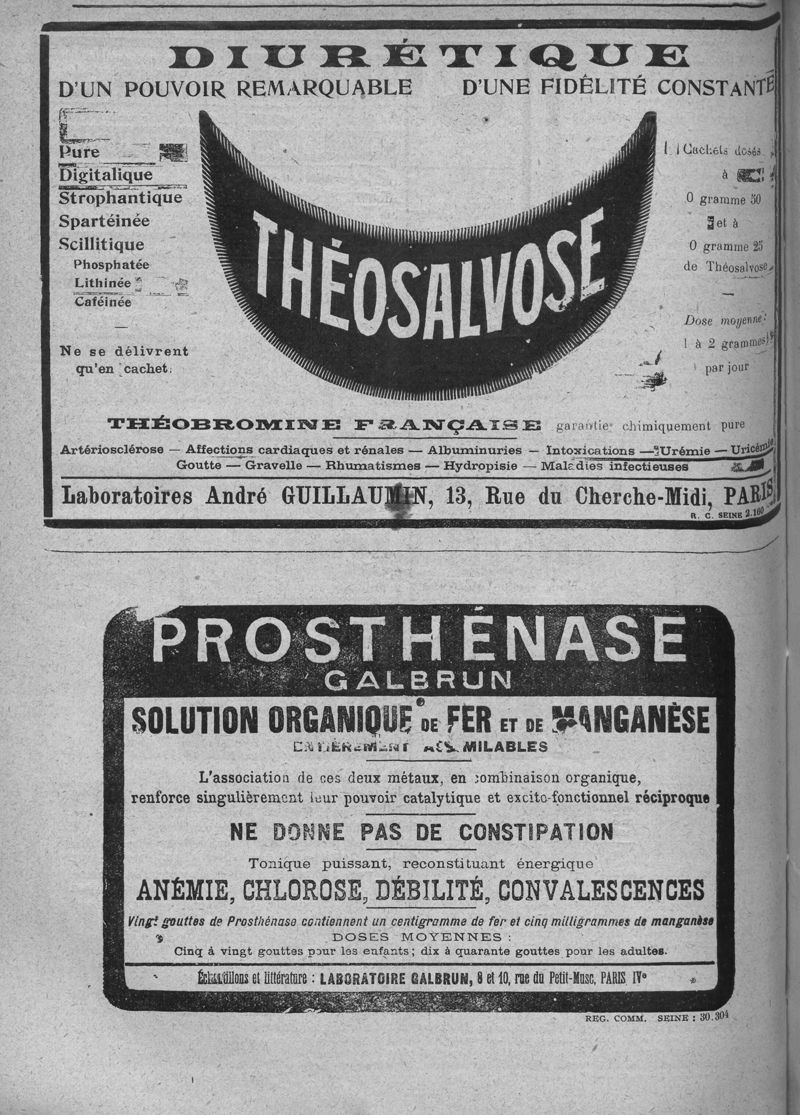 DIURÉTIQUE
D'UN POUVOIR REMARQUABLE D'UNE FIDÉLITÉ CONSTANTE
Pure
Digitalique
Strophantique
Spartéinée
Scillitique
Phosphatée
Lithinée
Caféinée
—
Ne se délivrent
qu'en cachet.
THÉOSALVOSE
Cachets dosés
à
0 gramme 50
et à
0 gramme 25
de Théosalvose
—
Dose moyenne:
1 à 2 grammes
par jour
THÉOBROMINE FRANÇAISE garantie chimiquement pure
Artériosclérose — Affections cardiaques et rénales — Albuminuries — Intoxications — Urémie — Uricémie
Goutte — Gravelle — Rhumatismes — Hydropisie — Maladies infectieuses
Laboratoires André GUILLAUMIN, 13, Rue du Cherche-Midi, PARIS
R. C. SEINE 2.160
PROSTHÉNASE
GALBRUN
SOLUTION ORGANIQUE DE FER ET DE MANGANÈSE
ENTIÈREMENT ASSIMILABLES
L'association de ces deux métaux, en combinaison organique,
renforce singulièrement leur pouvoir catalytique et excito-fonctionnel réciproque
NE DONNE PAS DE CONSTIPATION
Tonique puissant, reconstituant énergique
ANÉMIE, CHLOROSE, DÉBILITÉ, CONVALESCENCES
Vingt gouttes de Prosthénase contiennent un centigramme de fer et cinq milligrammes de manganèse
DOSES MOYENNES :
Cinq à vingt gouttes pour les enfants; dix à quarante gouttes pour les adultes.
Échantillons et littérature : LABORATOIRE GALBRUN, 8 et 10, rue du Petit-Musc, PARIS IVe
REG. COMM. SEINE : 30.304